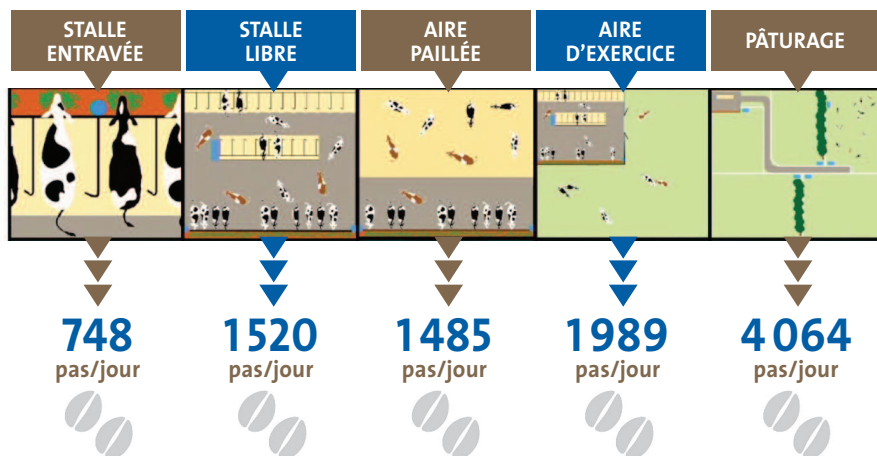 STALLE
ENTRAVÉE
STALLE
LIBRE
AIRE
PAILLÉE
AIRE
D'EXERCICE
PÂTURAGE
748
pas/jour
1520
pas/jour
1485
pas/jour
1989
pas/jour
4 064
pas/jour